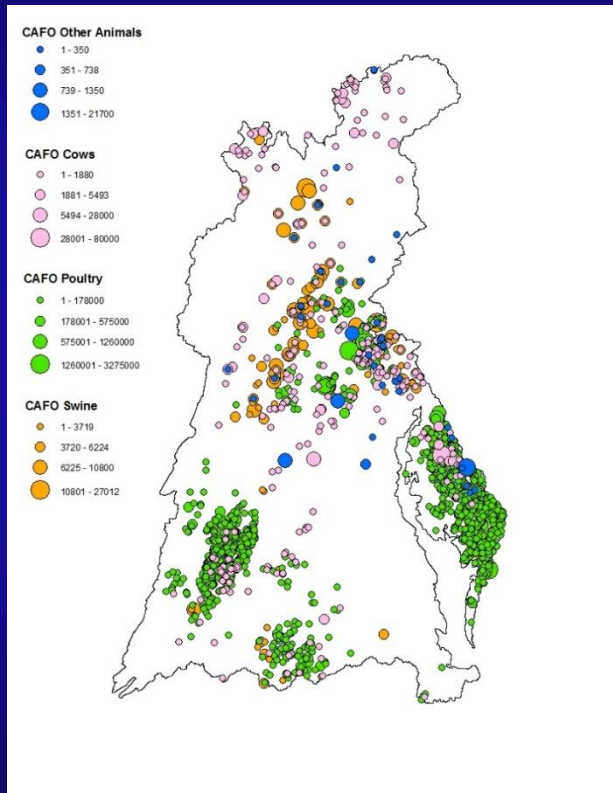 CAFO Other Animals
1 - 350
351 - 738
739 - 1350
1351 - 21700
CAFO Cows
1 - 1880
1881 - 5493
5494 - 28000
28001 - 80000
CAFO Poultry
1 - 178000
178001 - 575000
575001 - 1260000
1260001 - 3275000
CAFO Swine
1 - 3719
3720 - 6224
6225 - 10800
10801 - 27012